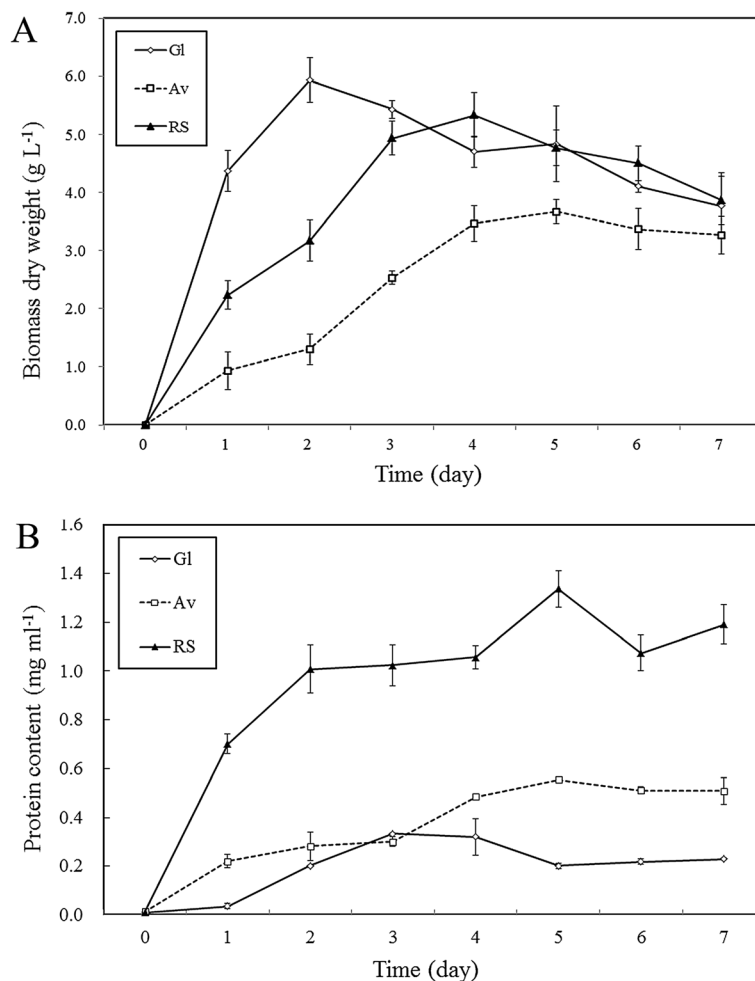 A
Gl
Av
RS
Biomass dry weight (g L-1)
7.0
6.0
5.0
4.0
3.0
2.0
1.0
0.0
0 1 2 3 4 5 6 7
Time (day)
B
Gl
Av
RS
Protein content (mg ml-1)
1.6
1.4
1.2
1.0
0.8
0.6
0.4
0.2
0.0
0 1 2 3 4 5 6 7
Time (day)